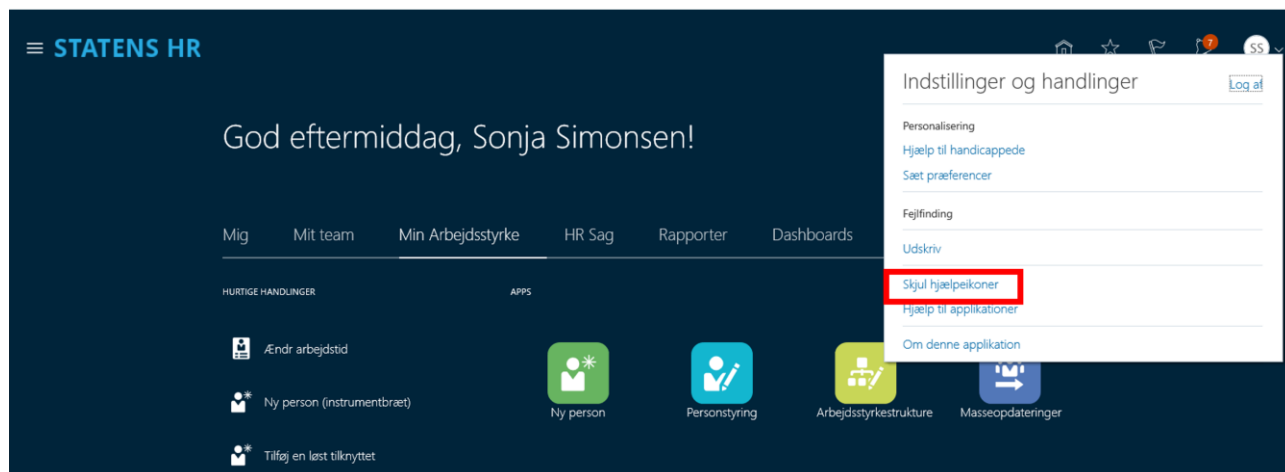 STATENS HR
7
SS
Indstillinger og handlinger
Log af
God eftermiddag, Sonja Simonsen!
Personalisering
Hjælp til handicappede
Sæt præferencer
Fejlfinding
Udskriv
Skjul hjælpeikoner
Hjælp til applikationer
Om denne applikation
Mig Mit team Min Arbejdsstyrke HR Sag Rapporter Dashboards
HURTIGE HANDLINGER
APPS
Ændr arbejdstid
Ny person (instrumentbræt)
Tilføj en løst tilknyttet
Ny person
Personstyring
Arbejdsstyrkestrukture
Masseopdateringer